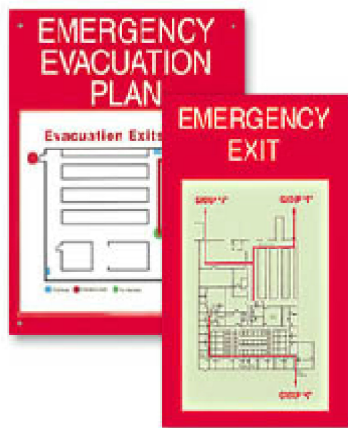 EMERGENCY
EVACUATION
PLAN
Evacuation Exits
EMERGENCY
EXIT